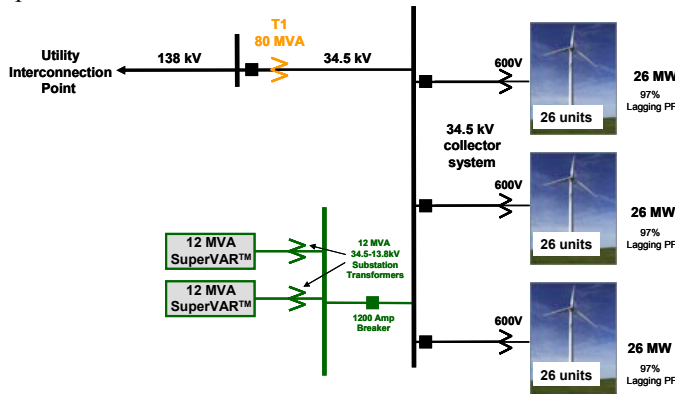 T1
80 MVA
138 kV
34.5 kV
Utility
Interconnection
Point
600V
26 MW
97%
Lagging PF
26 units
34.5 kV
collector
system
600V
26 MW
97%
Lagging PF
26 units
12 MVA
SuperVAR™
12 MVA
SuperVAR™
12 MVA
34.5-13.8kV
Substation
Transformers
1200 Amp
Breaker
600V
26 MW
97%
Lagging PF
26 units